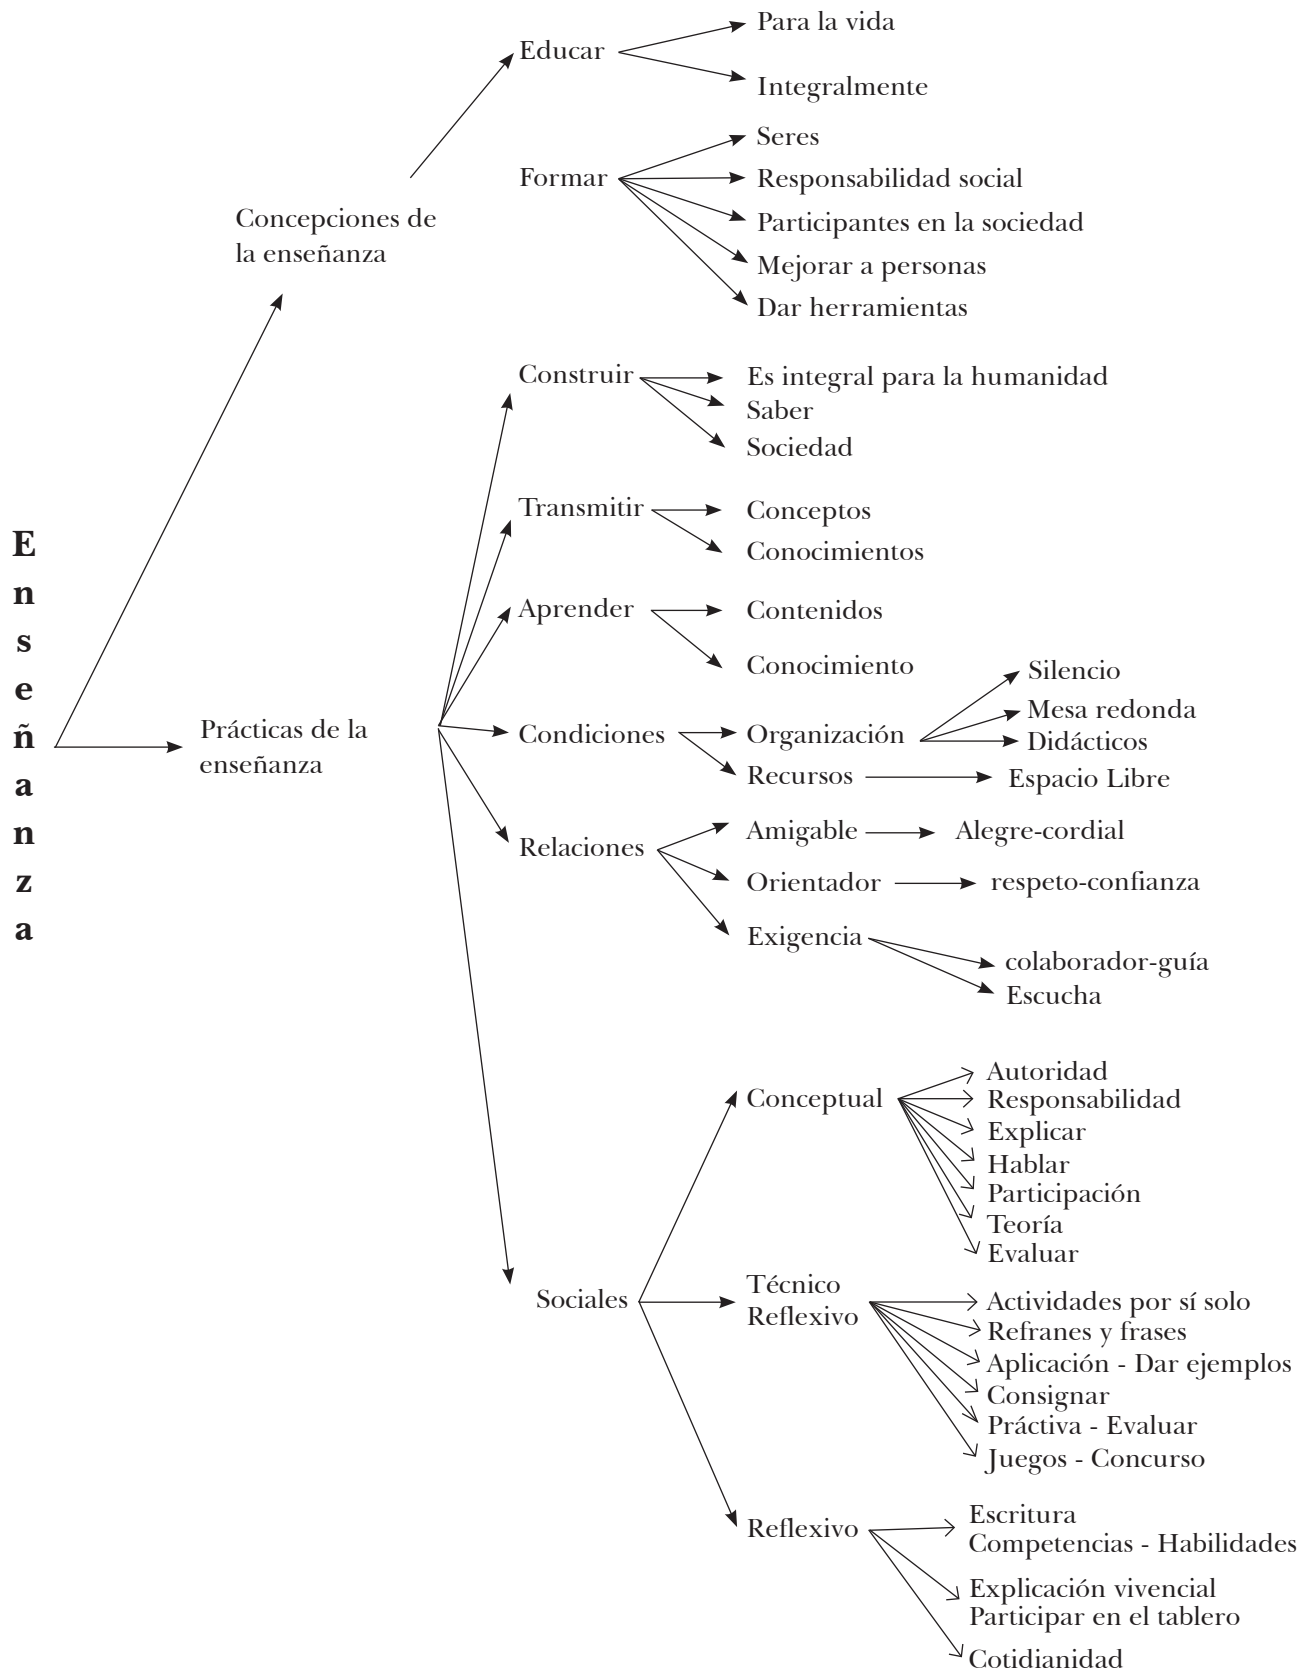 Enseñanza
Concepciones de
la enseñanza
Educar
Para la vida
Integralmente
Formar
Seres
Responsabilidad social
Participantes en la sociedad
Mejorar a personas
Dar herramientas
Prácticas de la
enseñanza
Construir
Es integral para la humanidad
Saber
Sociedad
Transmitir
Conceptos
Conocimientos
Aprender
Contenidos
Conocimiento
Condiciones
Organización
Silencio
Mesa redonda
Didácticos
Recursos
Espacio Libre
Relaciones
Amigable
Alegre-cordial
Orientador
respeto-confianza
Exigencia
colaborador-guía
Escucha
Sociales
Conceptual
Autoridad
Responsabilidad
Explicar
Hablar
Participación
Teoría
Evaluar
Técnico
Reflexivo
Actividades por sí solo
Refranes y frases
Aplicación - Dar ejemplos
Consignar
Práctiva - Evaluar
Juegos - Concurso
Reflexivo
Escritura
Competencias - Habilidades
Explicación vivencial
Participar en el tablero
Cotidianidad